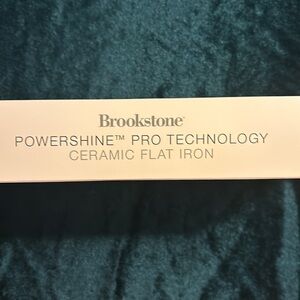 Brookstone
POWERSHINE™ PRO TECHNOLOGY
CERAMIC FLAT IRON